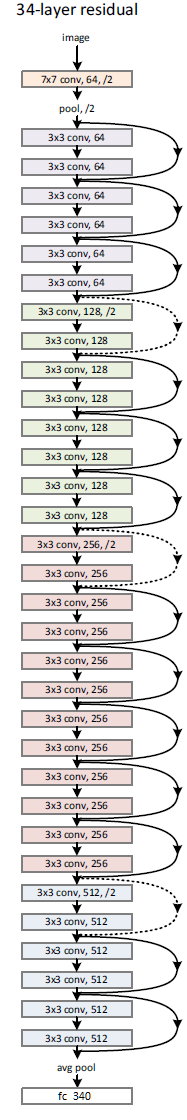 34-layer residual
image
7x7 conv, 64, /2
pool, /2
3x3 conv, 64
3x3 conv, 64
3x3 conv, 64
3x3 conv, 64
3x3 conv, 64
3x3 conv, 64
3x3 conv, 128, /2
3x3 conv, 128
3x3 conv, 128
3x3 conv, 128
3x3 conv, 128
3x3 conv, 128
3x3 conv, 128
3x3 conv, 128
3x3 conv, 256, /2
3x3 conv, 256
3x3 conv, 256
3x3 conv, 256
3x3 conv, 256
3x3 conv, 256
3x3 conv, 256
3x3 conv, 256
3x3 conv, 256
3x3 conv, 256
3x3 conv, 256
3x3 conv, 256
3x3 conv, 512, /2
3x3 conv, 512
3x3 conv, 512
3x3 conv, 512
3x3 conv, 512
3x3 conv, 512
avg pool
fc 340